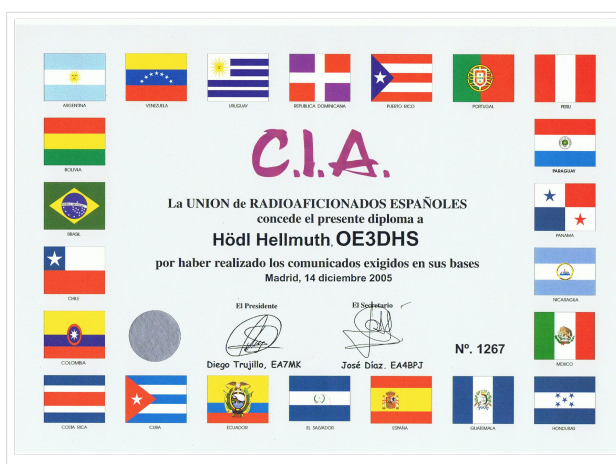 ARGENTINA
VENEZUELA
URUGUAY
REPUBLICA DOMINICANA
PUERTO RICO
PORTUGAL
PERU
BOLIVIA
C.I.A.
PARAGUAY
BRASIL
La UNION de RADIOAFICIONADOS ESPAÑOLES
concede el presente diploma a
Hödl Hellmuth, OE3DHS
PANAMA
CHILE
por haber realizado los comunicados exigidos en sus bases
Madrid, 14 diciembre 2005
NICARAGUA
COLOMBIA
El Presidente
El Secretario
Diego Trujillo, EA7MK
José Díaz. EA4BPJ
Nº. 1267
MEXICO
COSTA RICA
CUBA
ECUADOR
EL SALVADOR
ESPAÑA
GUATEMALA
HONDURAS